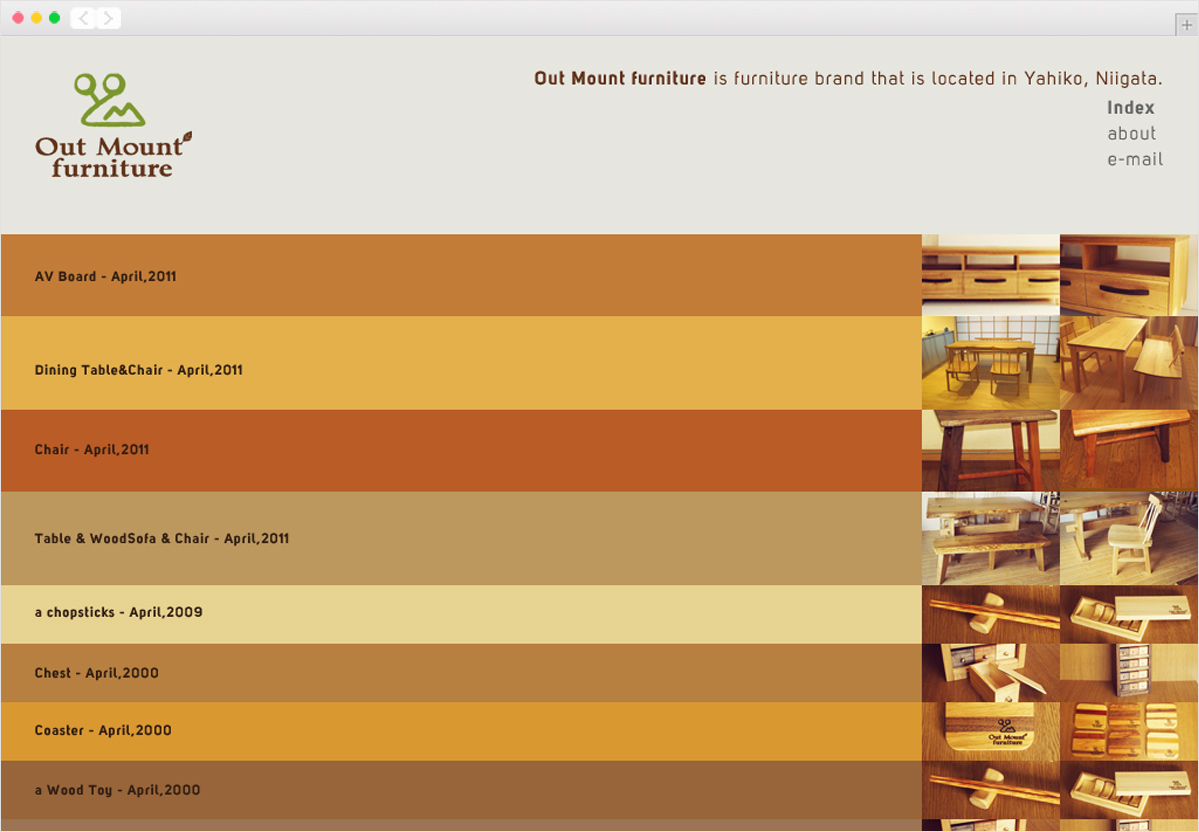 Out Mount
furniture
Out Mount furniture is furniture brand that is located in Yahiko, Niigata.
Index
about
e-mail
AV Board - April,2011
Dining Table&Chair - April,2011
Chair - April,2011
Table & WoodSofa & Chair - April,2011
a chopsticks - April,2009
Chest - April,2000
Coaster - April,2000
Out Mount
furniture
a Wood Toy - April,2000